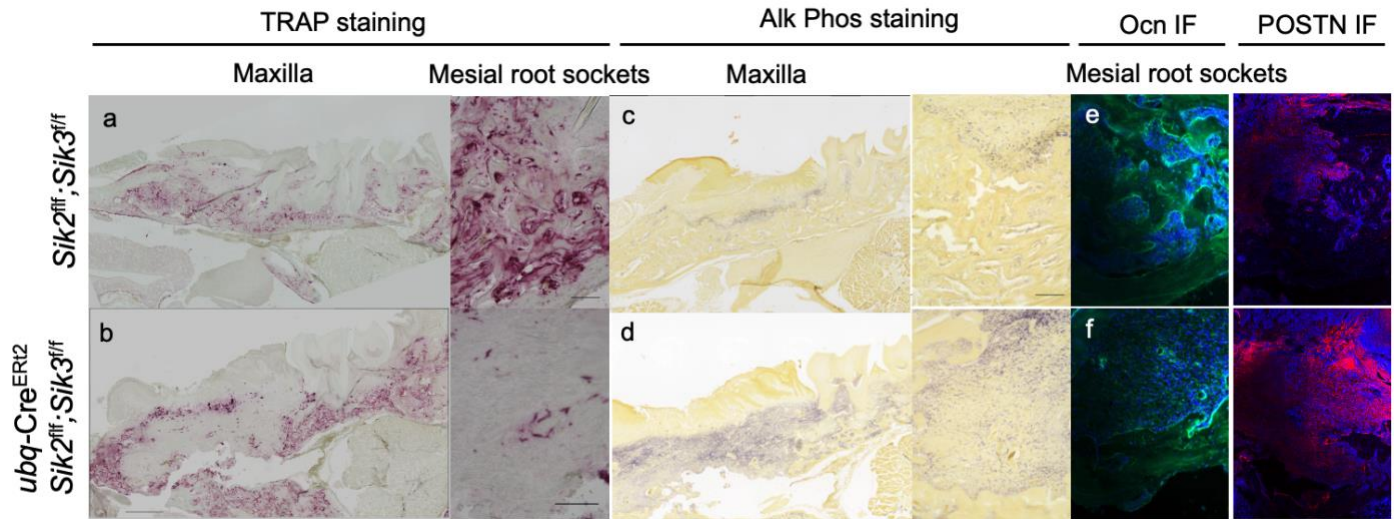 TRAP staining Alk Phos staining Ocn IF POSTN IF
Maxilla Mesial root sockets Maxilla Mesial root sockets
Sik2f/f;Sik3f/f
a c e
ubq-CreERt2
Sik2f/f;Sik3f/f
b d f